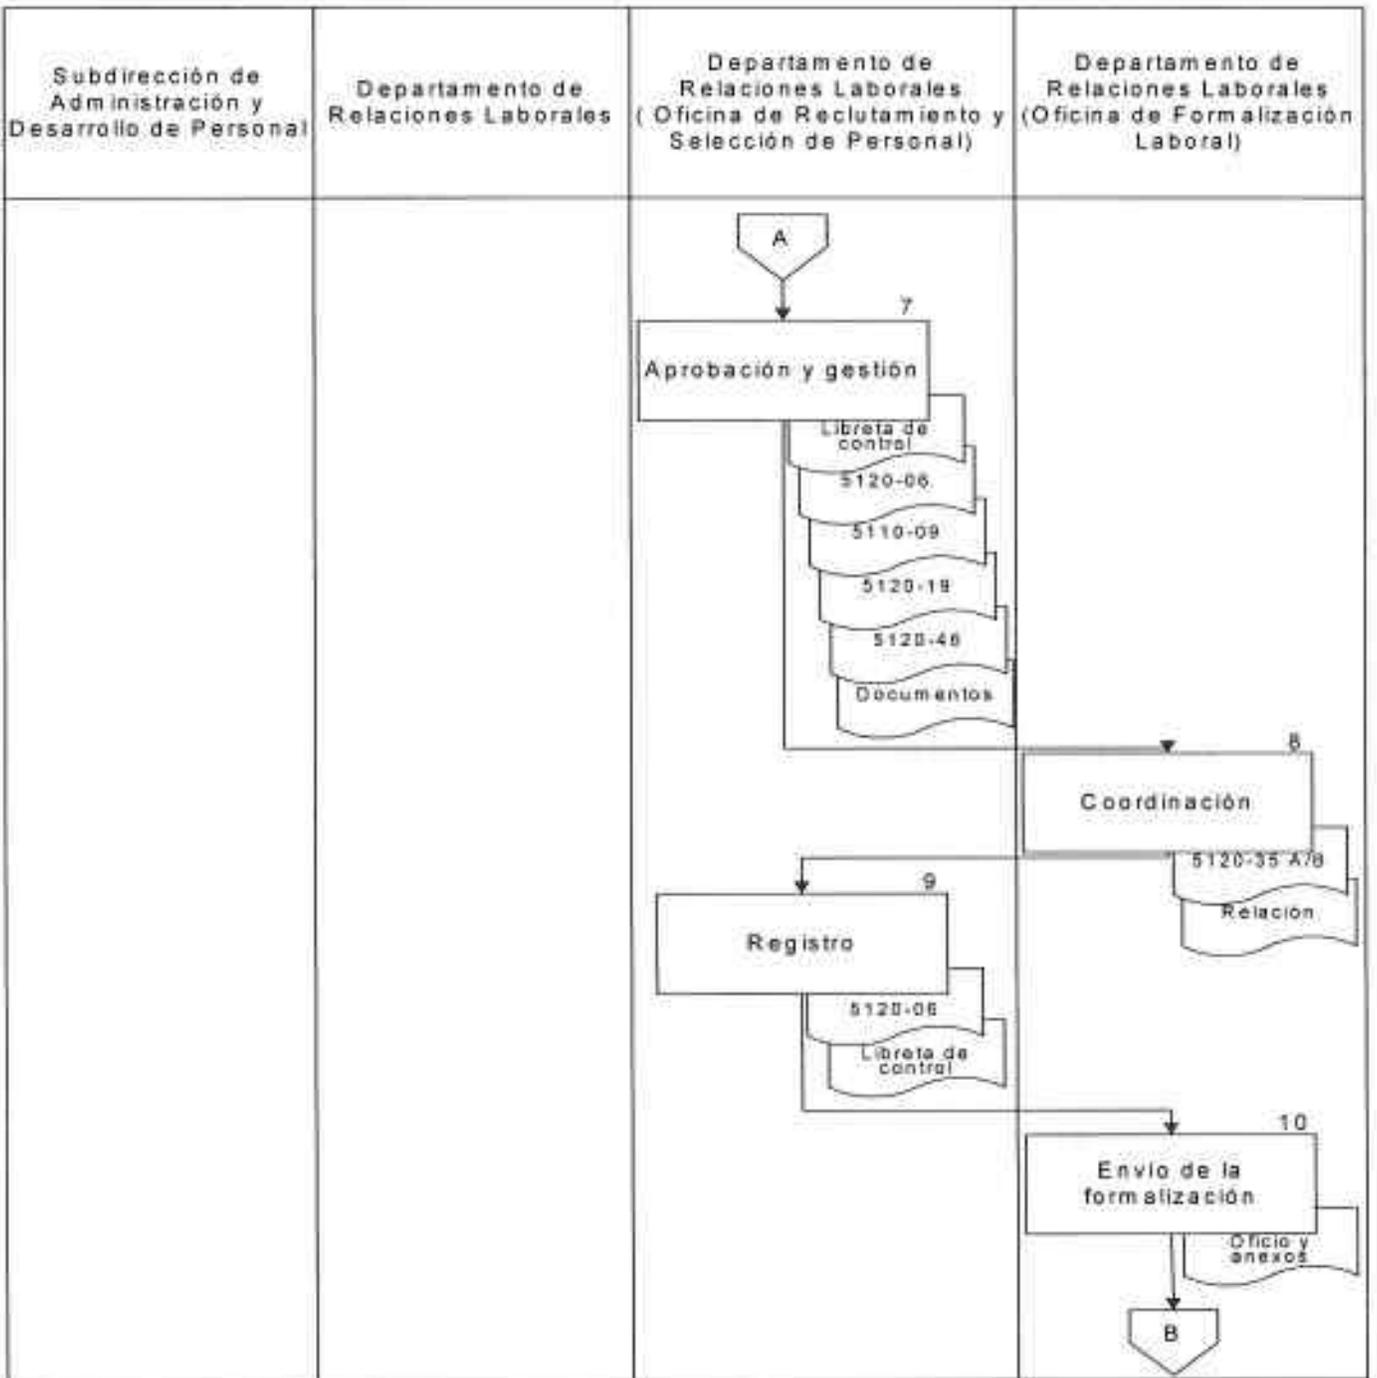 Subdirección de
Administración y
Desarrollo de Personal
Departamento de
Relaciones Laborales
Departamento de
Relaciones Laborales
( Oficina de Reclutamiento y
Selección de Personal)
Departamento de
Relaciones Laborales
(Oficina de Formalización
Laboral)
A
7
Aprobación y gestión
Libreta de
control
5120-06
5110-09
5120-19
5120-46
Documentos
8
Coordinación
5120-35 A/B
Relación
9
Registro
5120-06
Libreta de
control
10
Envío de la
formalización
Oficio y
anexos
B